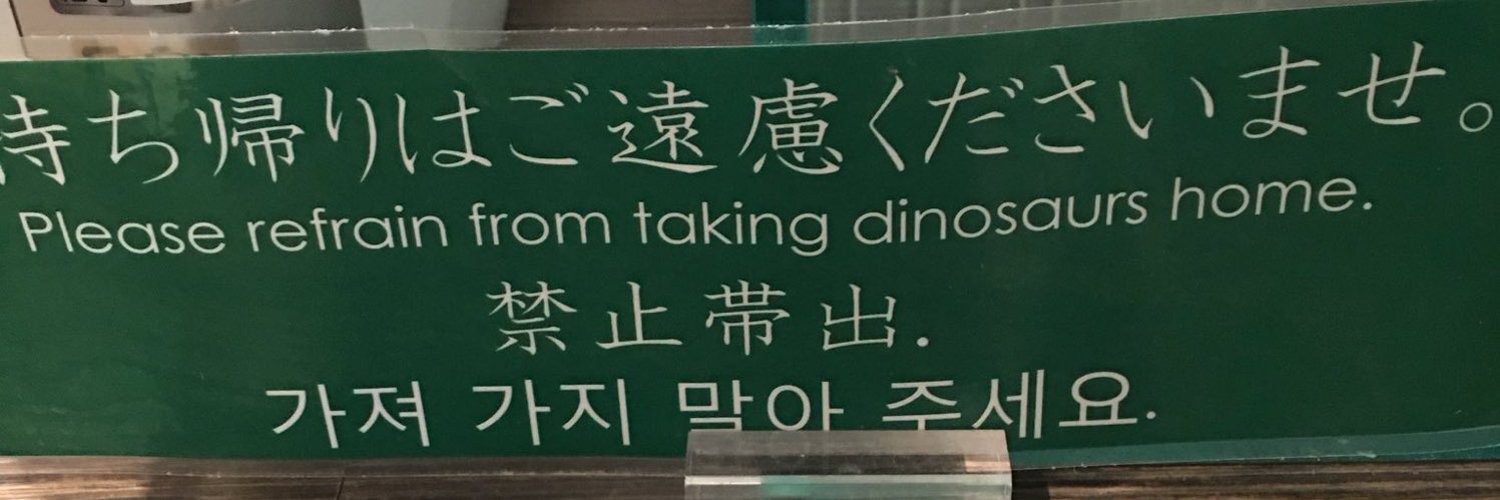 持ち帰りはご遠慮くださいませ。
Please refrain from taking dinosaurs home.
禁止帯出.
가져 가지 말아 주세요.